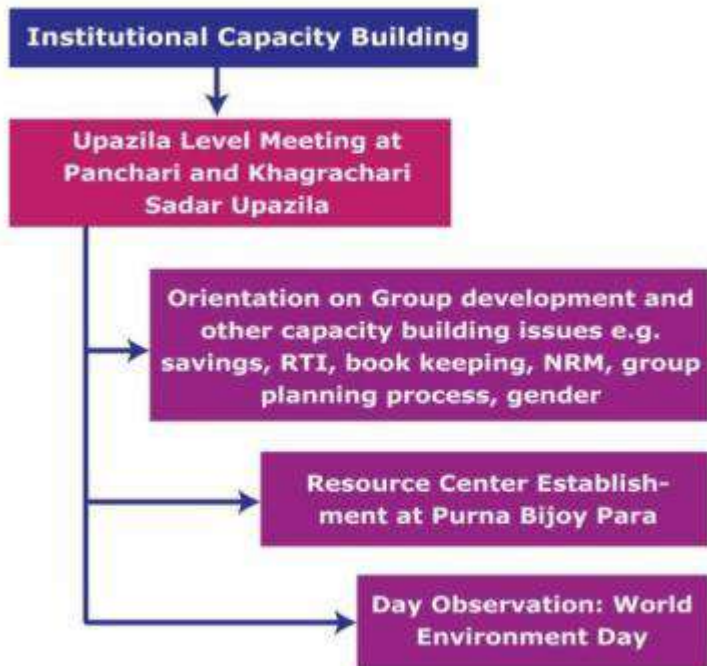 Institutional Capacity Building
Upazila Level Meeting at
Panchari and Khagrachari
Sadar Upazila
Orientation on Group development and
other capacity building issues e.g.
savings, RTI, book keeping, NRM, group
planning process, gender
Resource Center Establish-
ment at Purna Bijoy Para
Day Observation: World
Environment Day